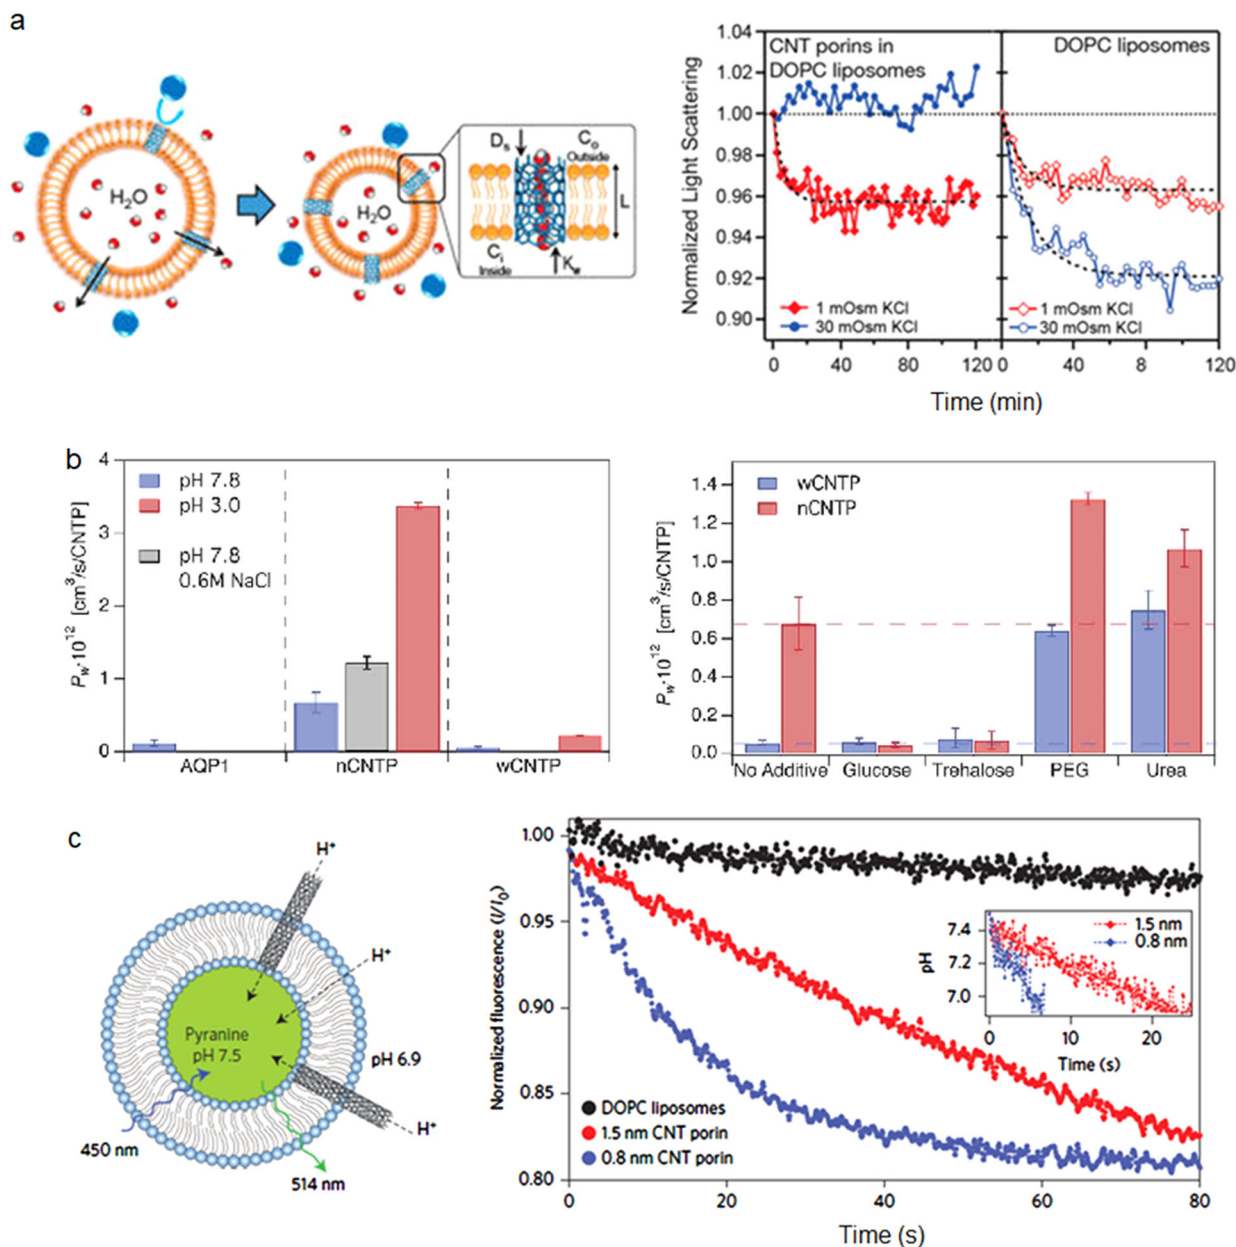 a
H₂O
H₂O
Dₛ
Cₒ
Outside
L
Cᵢ
Inside
K𝓌
Normalized Light Scattering
1.04
1.02
1.00
0.98
0.96
0.94
0.92
0.90
CNT porins in
DOPC liposomes
DOPC liposomes
1 mOsm KCl
30 mOsm KCl
1 mOsm KCl
30 mOsm KCl
0 40 80 120 0 40 8 120
Time (min)
b
P𝓌·10¹² [cm³/s/CNTP]
4
3
2
1
0
pH 7.8
pH 3.0
pH 7.8
0.6M NaCl
AQP1 nCNTP wCNTP
P𝓌·10¹² [cm³/s/CNTP]
1.4
1.2
1.0
0.8
0.6
0.4
0.2
0.0
wCNTP
nCNTP
No Additive Glucose Trehalose PEG Urea
c
H⁺
H⁺
Pyranine
pH 7.5
pH 6.9
H⁺
450 nm
514 nm
Normalized fluorescence (I/I₀)
1.00
0.95
0.90
0.85
0.80
DOPC liposomes
1.5 nm CNT porin
0.8 nm CNT porin
pH
7.4
7.2
7.0
1.5 nm
0.8 nm
0 10 20
Time (s)
0 20 40 60 80
Time (s)